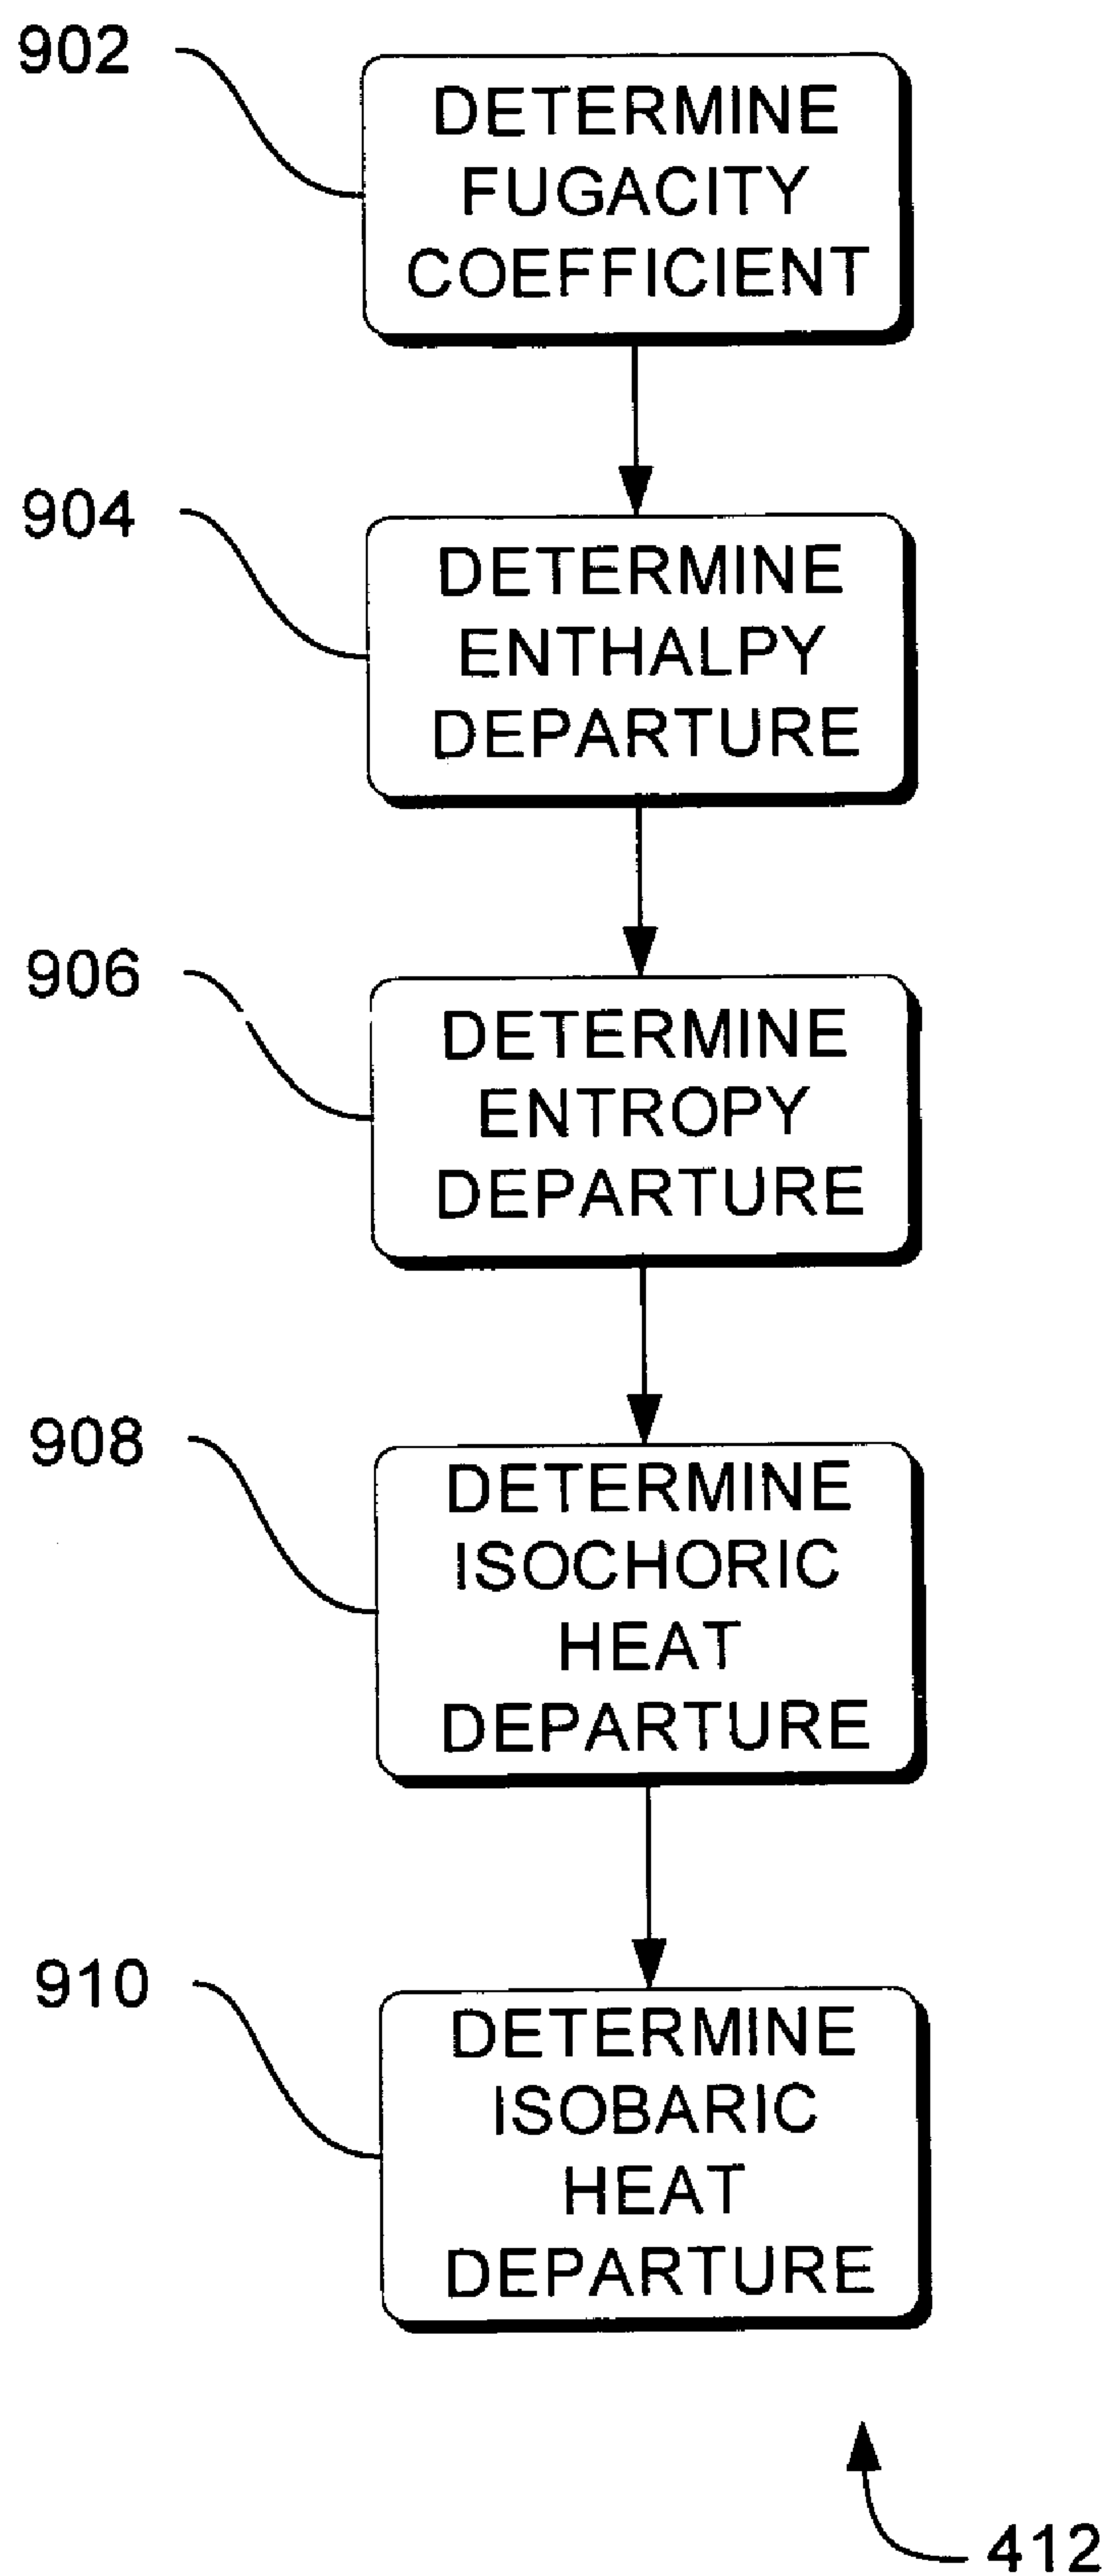 902
DETERMINE
FUGACITY
COEFFICIENT
904
DETERMINE
ENTHALPY
DEPARTURE
906
DETERMINE
ENTROPY
DEPARTURE
908
DETERMINE
ISOCHORIC
HEAT
DEPARTURE
910
DETERMINE
ISOBARIC
HEAT
DEPARTURE
412